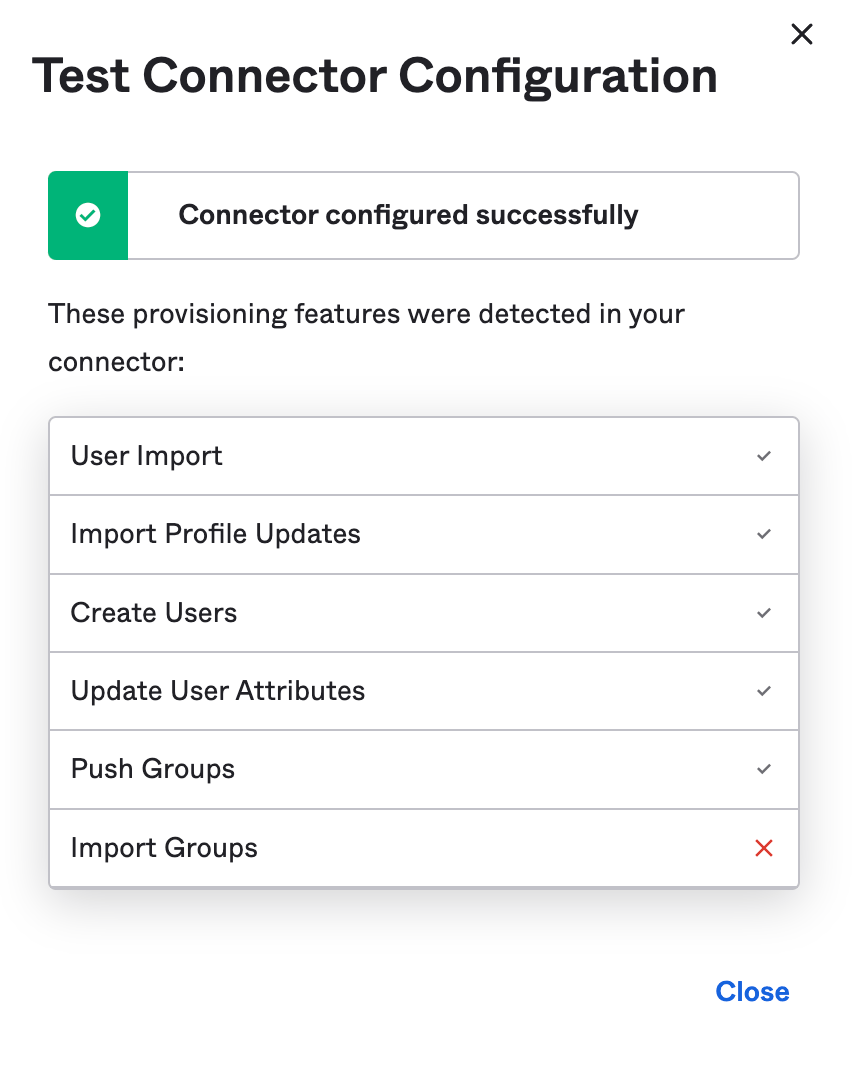 Test Connector Configuration
Connector configured successfully
These provisioning features were detected in your
connector:
User Import
Import Profile Updates
Create Users
Update User Attributes
Push Groups
Import Groups
Close